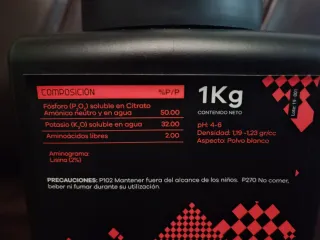 COMPOSICIÓN %P/P
Fósforo (P₂O₅) soluble en Citrato
Amónico neutro y en agua 50.00
Potasio (K₂O) soluble en agua 32.00
Aminoácidos libres 2.00
Aminograma:
Lisina (2%)
1Kg
CONTENIDO NETO
pH: 4-6
Densidad: 1,19 -1,23 gr/cc
Aspecto: Polvo blanco
PRECAUCIONES: P102 Mantener fuera del alcance de los niños. P270 No comer,
beber ni fumar durante su utilización.